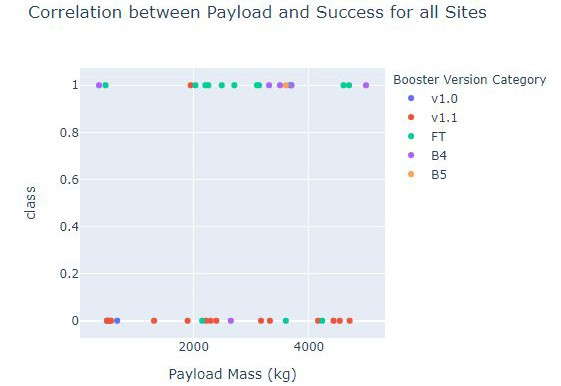 Correlation between Payload and Success for all Sites
Booster Version Category
v1.0
v1.1
FT
B4
B5
1
0.8
0.6
0.4
0.2
0
class
2000
4000
Payload Mass (kg)